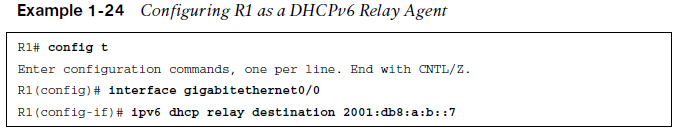 Example 1-24 Configuring R1 as a DHCPv6 Relay Agent
R1# config t
Enter configuration commands, one per line. End with CNTL/Z.
R1(config)# interface gigabitethernet0/0
R1(config-if)# ipv6 dhcp relay destination 2001:db8:a:b::7